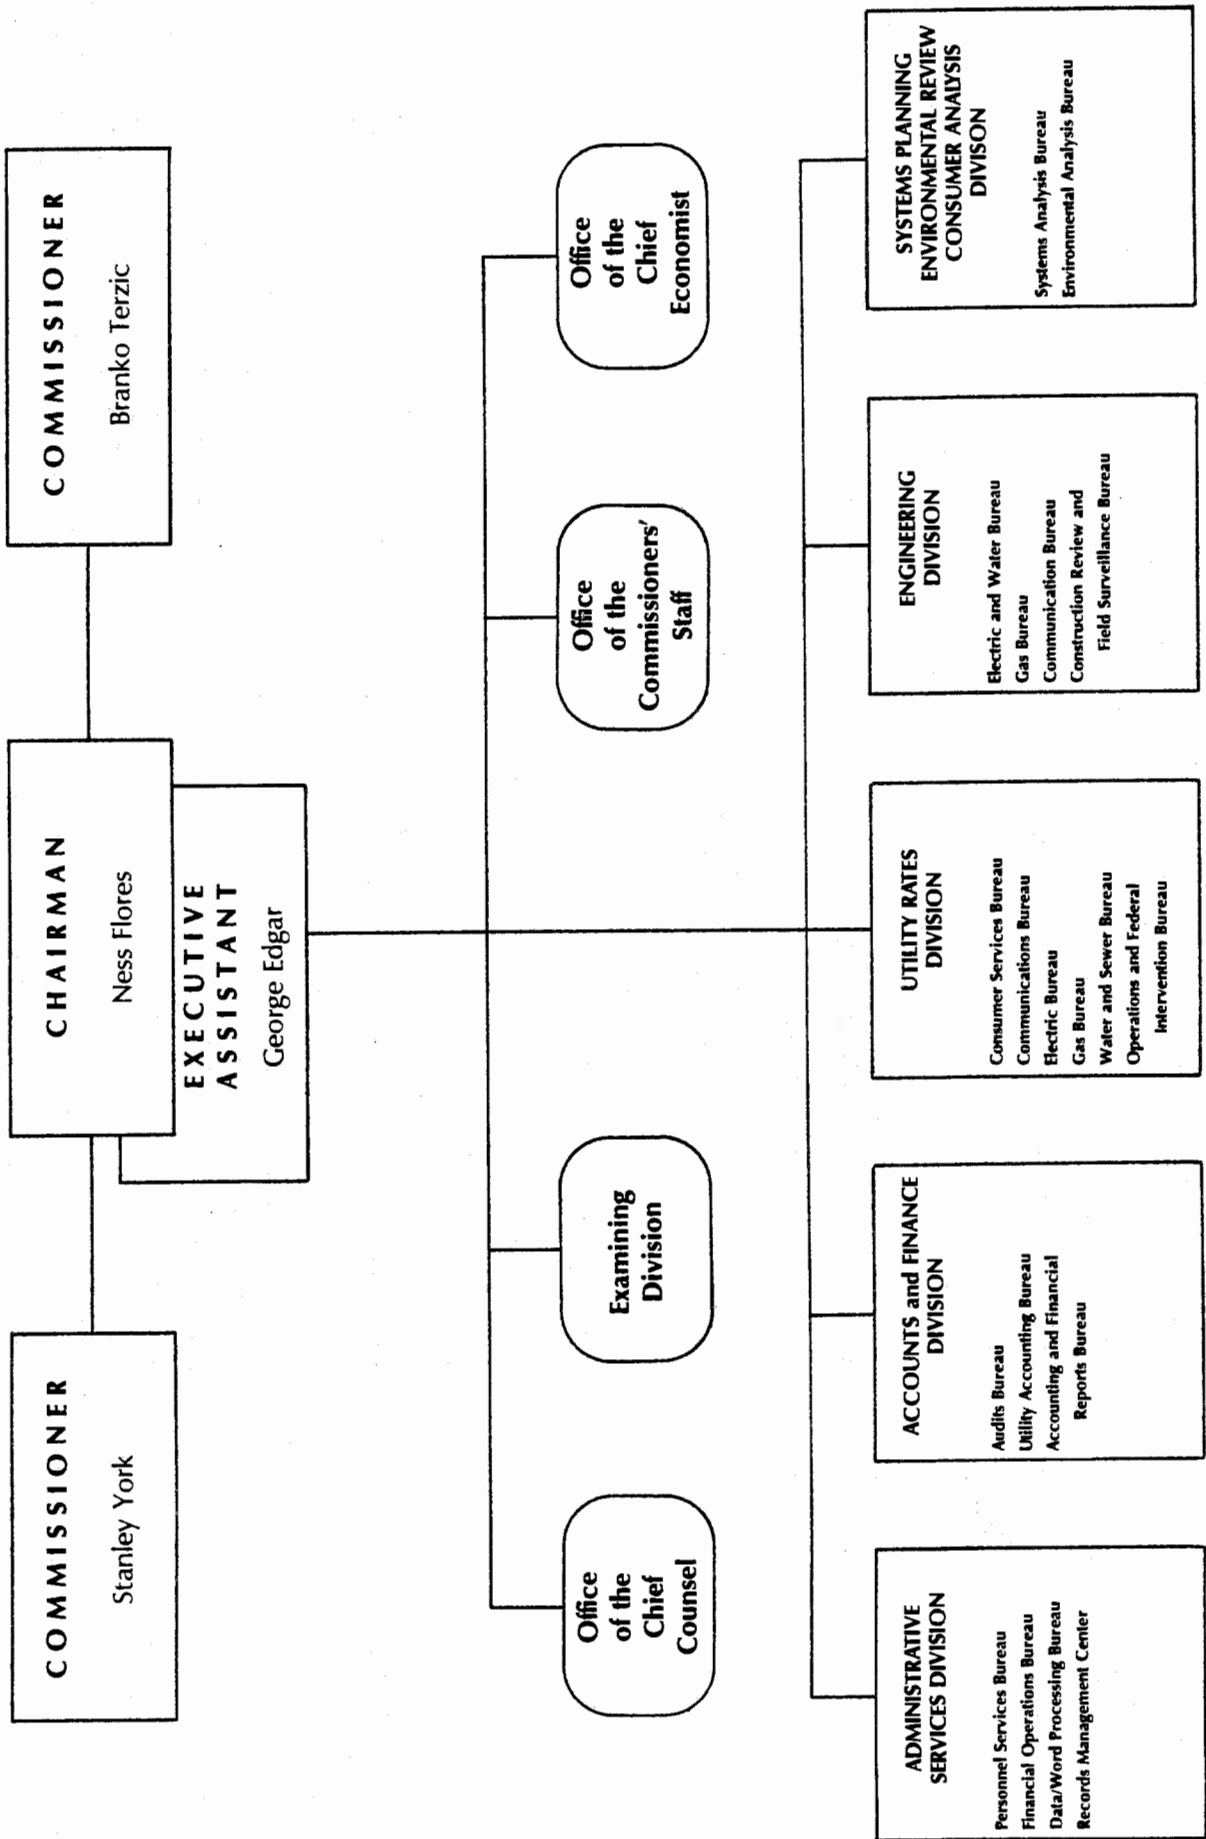 COMMISSIONER
Stanley York
CHAIRMAN
Ness Flores
EXECUTIVE
ASSISTANT
George Edgar
COMMISSIONER
Branko Terzic
Office
of the
Chief
Counsel
Examining
Division
Office
of the
Commissioners'
Staff
Office
of the
Chief
Economist
ADMINISTRATIVE
SERVICES DIVISION
Personnel Services Bureau
Financial Operations Bureau
Data/Word Processing Bureau
Records Management Center
ACCOUNTS and FINANCE
DIVISION
Audits Bureau
Utility Accounting Bureau
Accounting and Financial
Reports Bureau
UTILITY RATES
DIVISION
Consumer Services Bureau
Communications Bureau
Electric Bureau
Gas Bureau
Water and Sewer Bureau
Operations and Federal
Intervention Bureau
ENGINEERING
DIVISION
Electric and Water Bureau
Gas Bureau
Communication Bureau
Construction Review and
Field Surveillance Bureau
SYSTEMS PLANNING
ENVIRONMENTAL REVIEW
CONSUMER ANALYSIS
DIVISON
Systems Analysis Bureau
Environmental Analysis Bureau